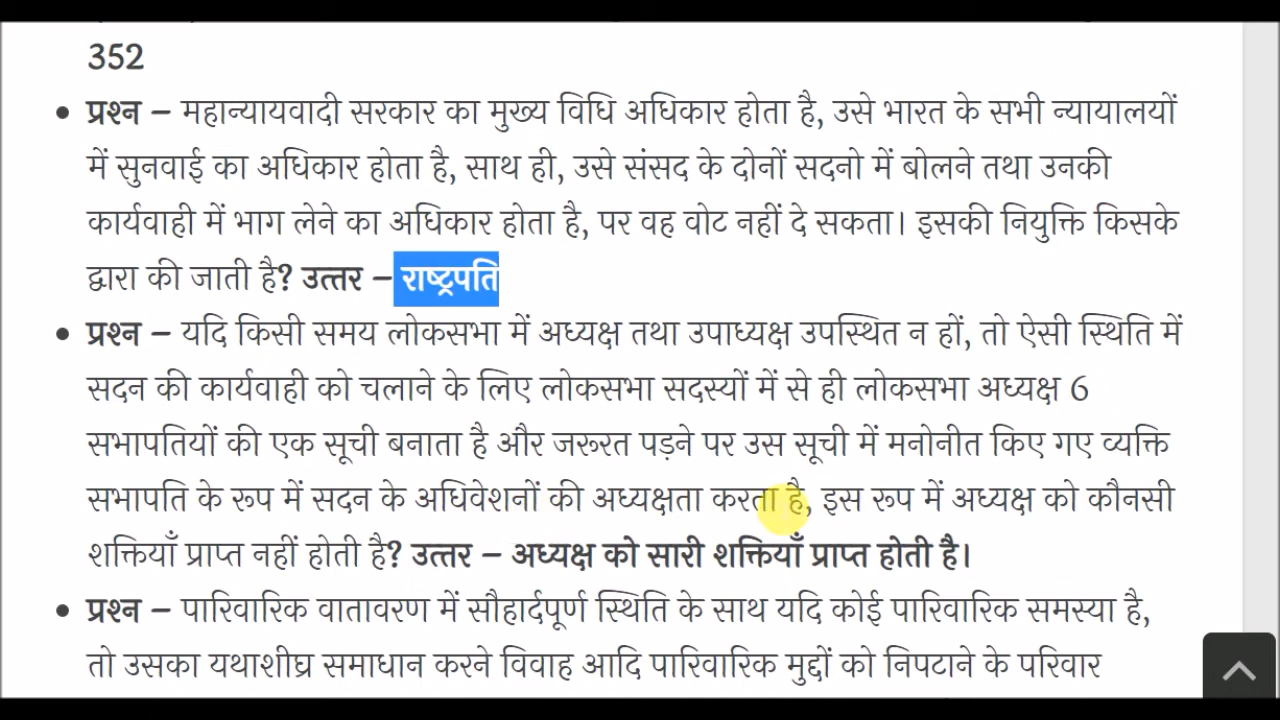 352
• प्रश्न – महान्यायवादी सरकार का मुख्य विधि अधिकार होता है, उसे भारत के सभी न्यायालयों
में सुनवाई का अधिकार होता है, साथ ही, उसे संसद के दोनों सदनो में बोलने तथा उनकी
कार्यवाही में भाग लेने का अधिकार होता है, पर वह वोट नहीं दे सकता। इसकी नियुक्ति किसके
द्वारा की जाती है? उत्तर – राष्ट्रपति
• प्रश्न – यदि किसी समय लोकसभा में अध्यक्ष तथा उपाध्यक्ष उपस्थित न हों, तो ऐसी स्थिति में
सदन की कार्यवाही को चलाने के लिए लोकसभा सदस्यों में से ही लोकसभा अध्यक्ष 6
सभापतियों की एक सूची बनाता है और जरूरत पड़ने पर उस सूची में मनोनीत किए गए व्यक्ति
सभापति के रूप में सदन के अधिवेशनों की अध्यक्षता करता है, इस रूप में अध्यक्ष को कौनसी
शक्तियाँ प्राप्त नहीं होती है? उत्तर – अध्यक्ष को सारी शक्तियाँ प्राप्त होती है।
• प्रश्न – पारिवारिक वातावरण में सौहार्दपूर्ण स्थिति के साथ यदि कोई पारिवारिक समस्या है,
तो उसका यथाशीघ्र समाधान करने विवाह आदि पारिवारिक मुद्दों को निपटाने के परिवार